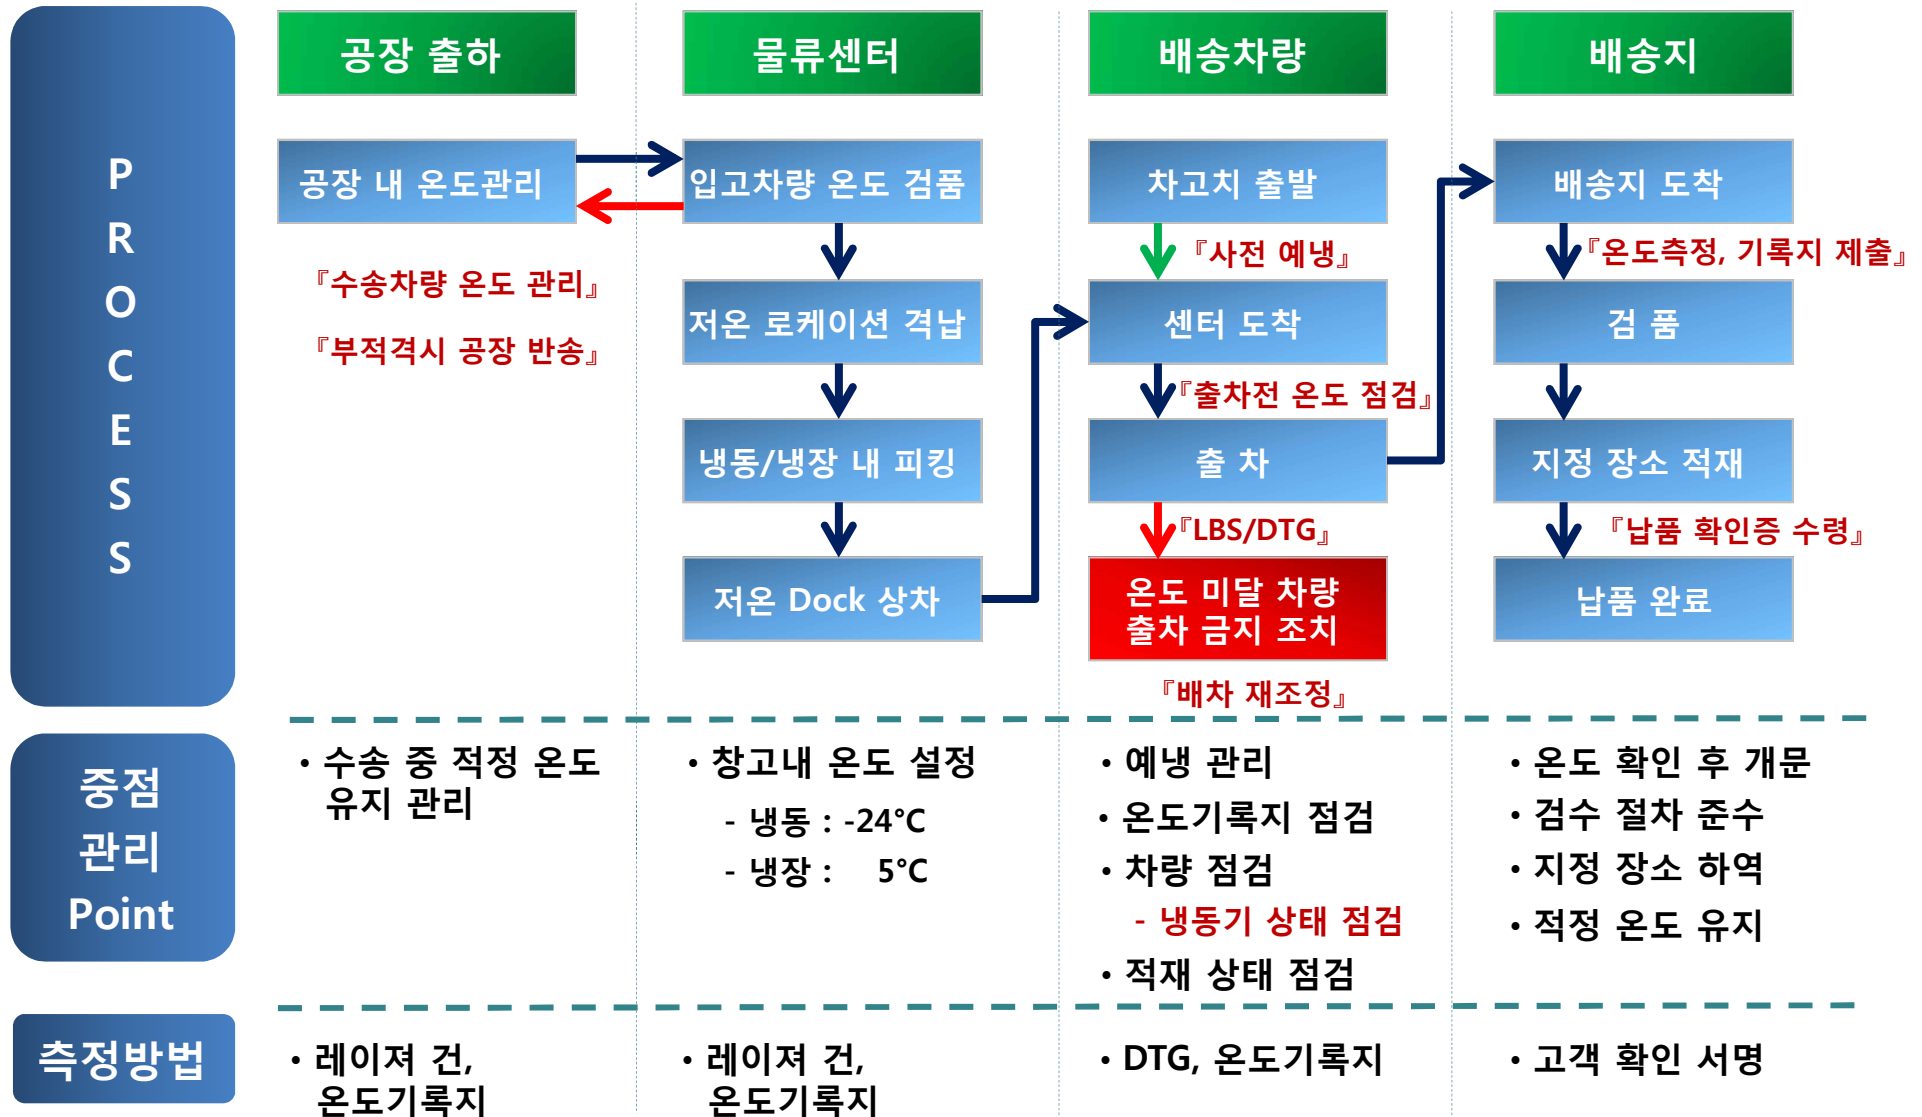 P
R
O
C
E
S
S
공장 출하
물류센터
배송차량
배송지
공장 내 온도관리
『수송차량 온도 관리』
『부적격시 공장 반송』
입고차량 온도 검품
저온 로케이션 격납
냉동/냉장 내 피킹
저온 Dock 상차
차고치 출발
『사전 예냉』
센터 도착
『출차전 온도 점검』
출 차
『LBS/DTG』
온도 미달 차량
출차 금지 조치
『배차 재조정』
배송지 도착
『온도측정, 기록지 제출』
검 품
지정 장소 적재
『납품 확인증 수령』
납품 완료
중점
관리
Point
• 수송 중 적정 온도
유지 관리
• 창고내 온도 설정
- 냉동 : -24℃
- 냉장 : 5℃
• 예냉 관리
• 온도기록지 점검
• 차량 점검
- 냉동기 상태 점검
• 적재 상태 점검
• 온도 확인 후 개문
• 검수 절차 준수
• 지정 장소 하역
• 적정 온도 유지
측정방법
• 레이져 건,
온도기록지
• 레이져 건,
온도기록지
• DTG, 온도기록지
• 고객 확인 서명